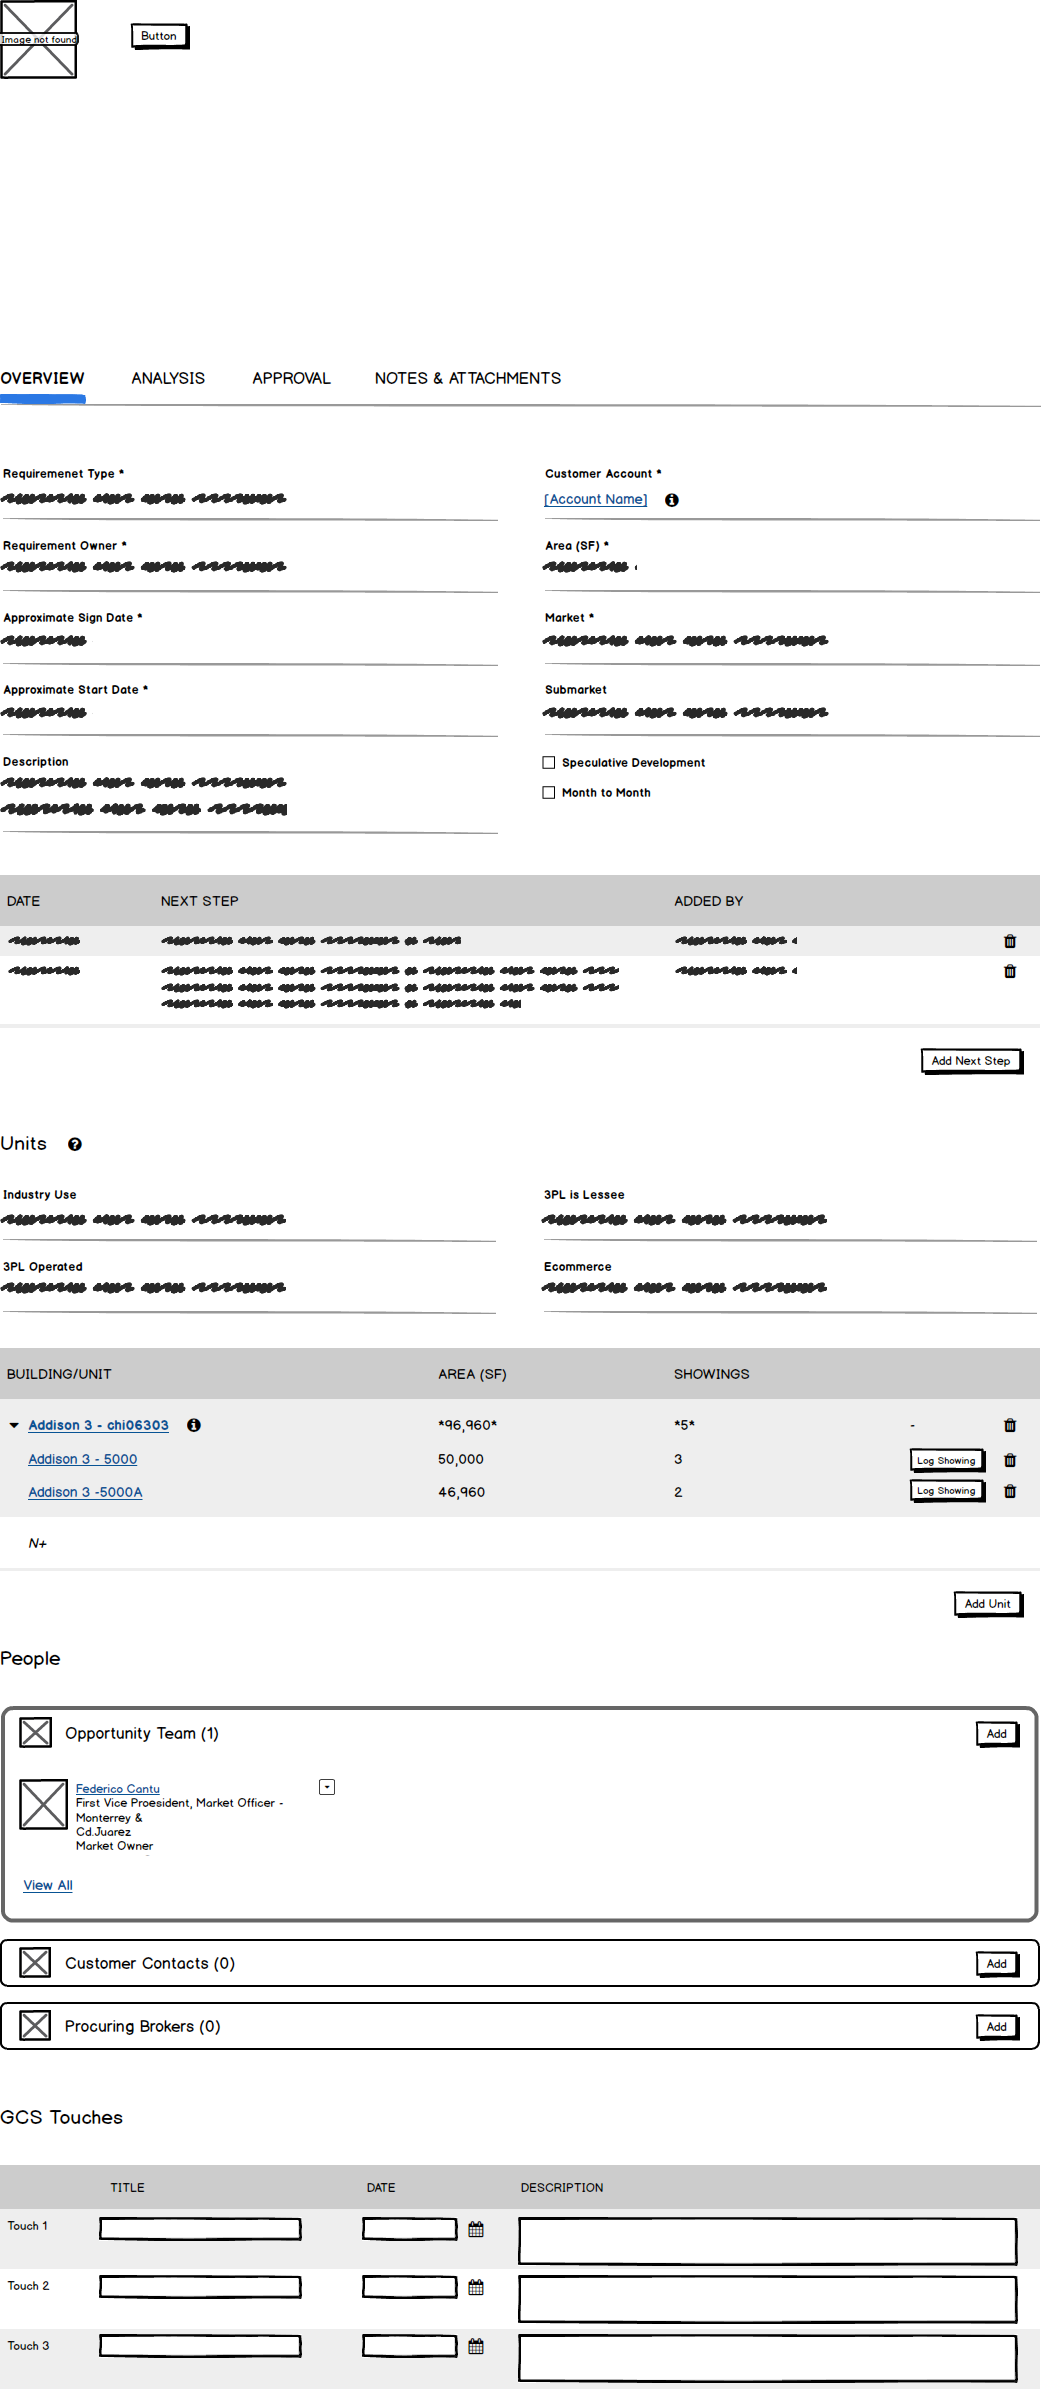 Image not found
Button
OVERVIEW ANALYSIS APPROVAL NOTES & ATTACHMENTS
Requiremenet Type * Customer Account *
[Account Name]
Requirement Owner * Area (SF) *
Approximate Sign Date * Market *
Approximate Start Date * Submarket
Description Speculative Development
Month to Month
DATE NEXT STEP ADDED BY
Add Next Step
Units
Industry Use 3PL is Lessee
3PL Operated Ecommerce
BUILDING/UNIT AREA (SF) SHOWINGS
Addison 3 - chi06303 *96,960* *5* -
Addison 3 - 5000 50,000 3 Log Showing
Addison 3 -5000A 46,960 2 Log Showing
N+
Add Unit
People
Opportunity Team (1) Add
Federico Cantu
First Vice Proesident, Market Officer -
Monterrey &
Cd.Juarez
Market Owner
View All
Customer Contacts (0) Add
Procuring Brokers (0) Add
GCS Touches
TITLE DATE DESCRIPTION
Touch 1
Touch 2
Touch 3